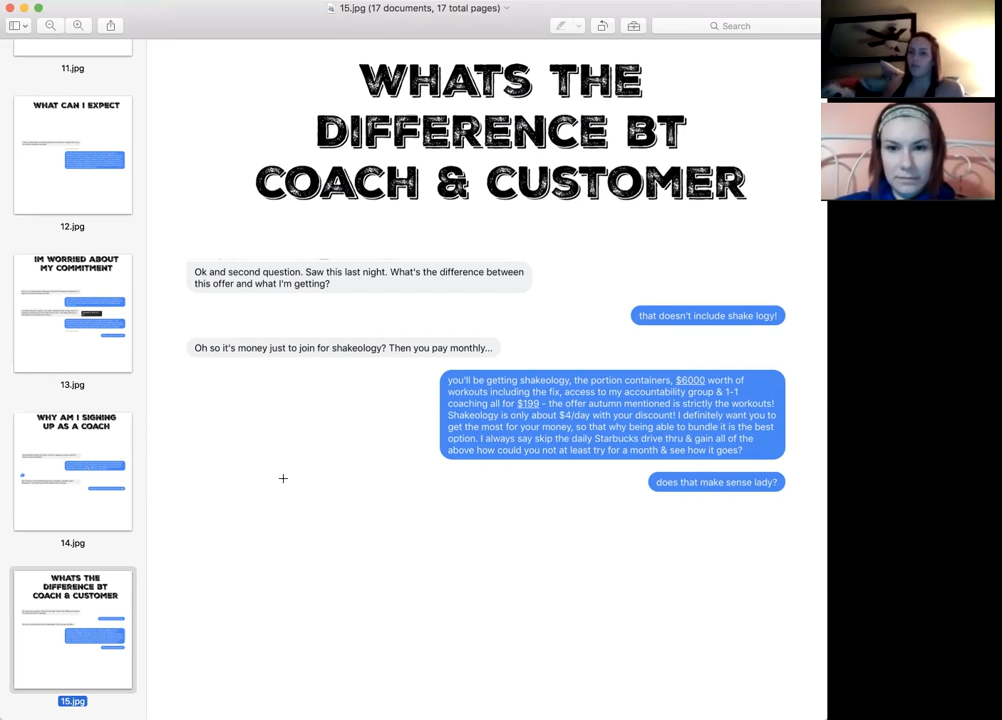 15.jpg (17 documents, 17 total pages)
Search
11.jpg
WHAT CAN I EXPECT
12.jpg
IM WORRIED ABOUT
MY COMMITMENT
13.jpg
WHY AM I SIGNING
UP AS A COACH
14.jpg
WHATS THE
DIFFERENCE BT
COACH & CUSTOMER
15.jpg
WHATS THE
DIFFERENCE BT
COACH & CUSTOMER
Ok and second question. Saw this last night. What's the difference between
this offer and what I'm getting?
that doesn't include shake logy!
Oh so it's money just to join for shakeology? Then you pay monthly...
you'll be getting shakeology, the portion containers, $6000 worth of
workouts including the fix, access to my accountability group & 1-1
coaching all for $199 - the offer autumn mentioned is strictly the workouts!
Shakeology is only about $4/day with your discount! I definitely want you to
get the most for your money, so that why being able to bundle it is the best
option. I always say skip the daily Starbucks drive thru & gain all of the
above how could you not at least try for a month & see how it goes?
does that make sense lady?